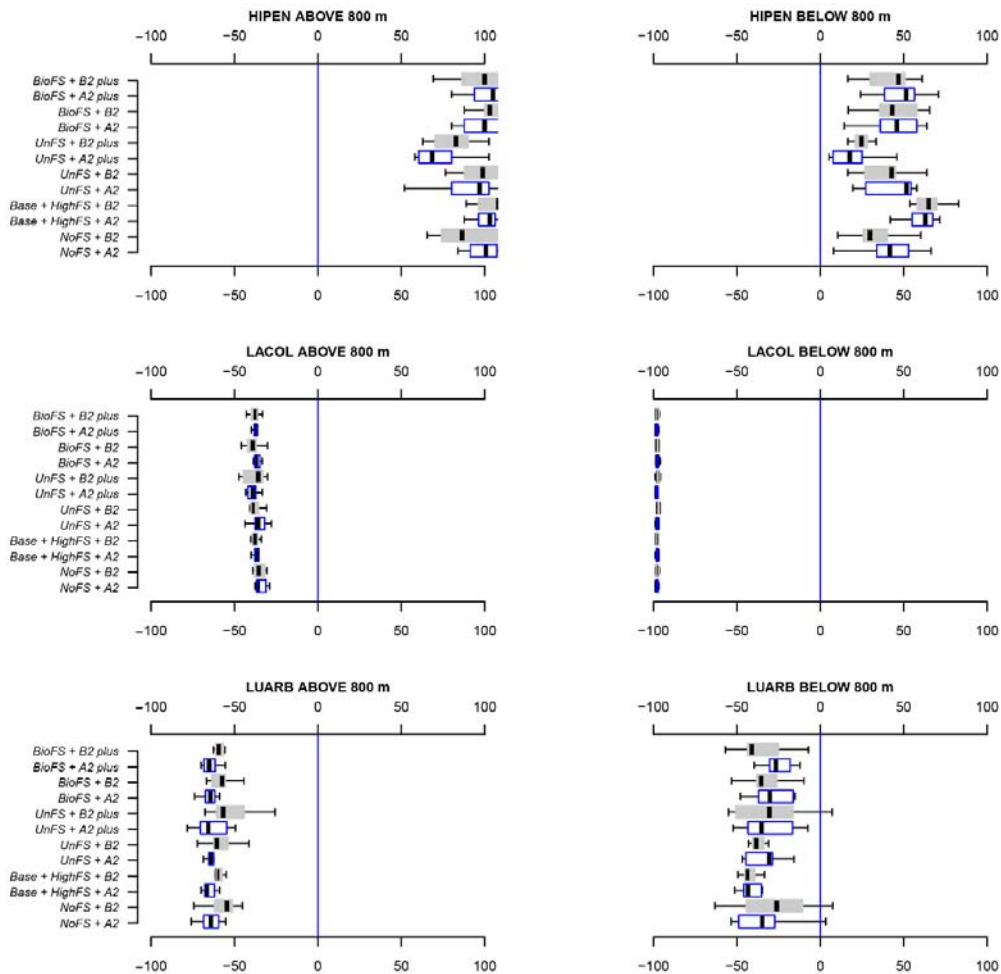 HIPEN ABOVE 800 m
−100 −50 0 50 100
BioFS + B2 plus
BioFS + A2 plus
BioFS + B2
BioFS + A2
UnFS + B2 plus
UnFS + A2 plus
UnFS + B2
UnFS + A2
Base + HighFS + B2
Base + HighFS + A2
NoFS + B2
NoFS + A2
−100 −50 0 50 100
HIPEN BELOW 800 m
−100 −50 0 50 100
−100 −50 0 50 100
LACOL ABOVE 800 m
−100 −50 0 50 100
BioFS + B2 plus
BioFS + A2 plus
BioFS + B2
BioFS + A2
UnFS + B2 plus
UnFS + A2 plus
UnFS + B2
UnFS + A2
Base + HighFS + B2
Base + HighFS + A2
NoFS + B2
NoFS + A2
−100 −50 0 50 100
LACOL BELOW 800 m
−100 −50 0 50 100
−100 −50 0 50 100
LUARB ABOVE 800 m
−100 −50 0 50 100
BioFS + B2 plus
BioFS + A2 plus
BioFS + B2
BioFS + A2
UnFS + B2 plus
UnFS + A2 plus
UnFS + B2
UnFS + A2
Base + HighFS + B2
Base + HighFS + A2
NoFS + B2
NoFS + A2
−100 −50 0 50 100
LUARB BELOW 800 m
−100 −50 0 50 100
−100 −50 0 50 100